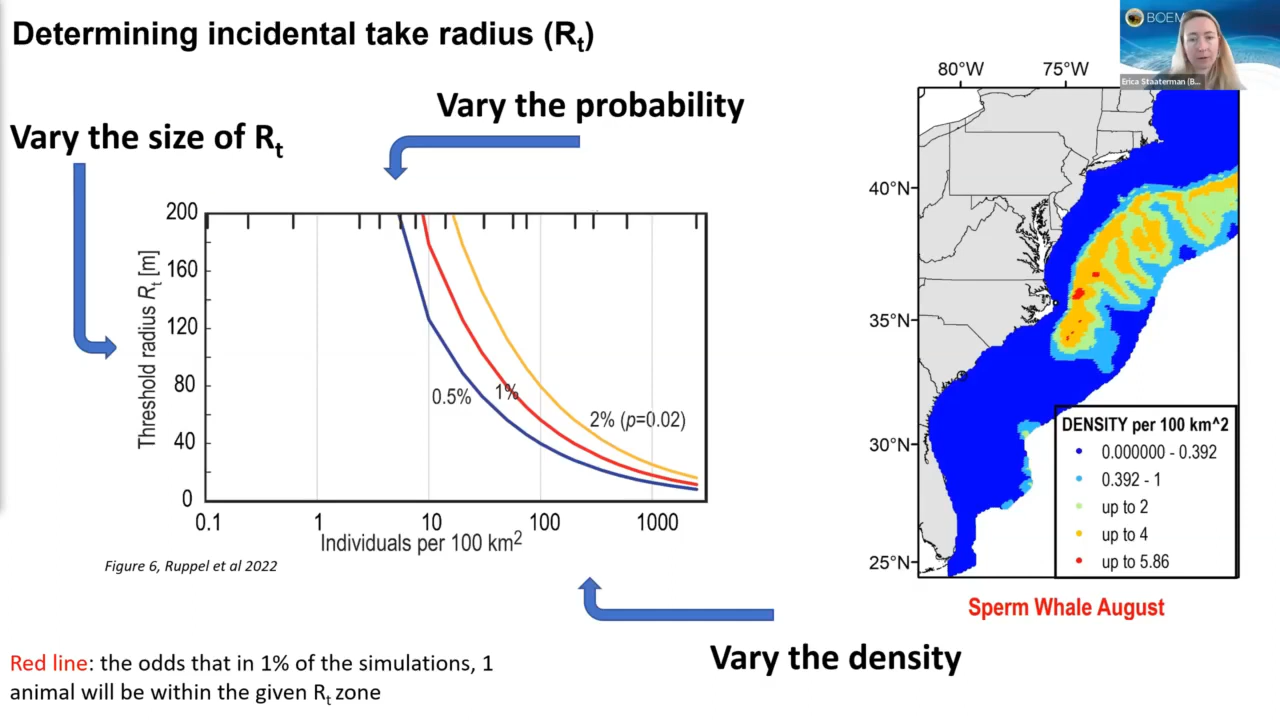 Determining incidental take radius (Rt)
BOEM
Erica Staaterman (B...
Vary the probability
Vary the size of Rt
200
160
120
80
40
0
Threshold radius Rt [m]
0.5%
1%
2% (p=0.02)
0.1
1
10
100
1000
Individuals per 100 km2
Figure 6, Ruppel et al 2022
Vary the density
Red line: the odds that in 1% of the simulations, 1
animal will be within the given Rt zone
80°W
75°W
40°N
35°N
30°N
25°N
DENSITY per 100 km^2
0.000000 - 0.392
0.392 - 1
up to 2
up to 4
up to 5.86
Sperm Whale August